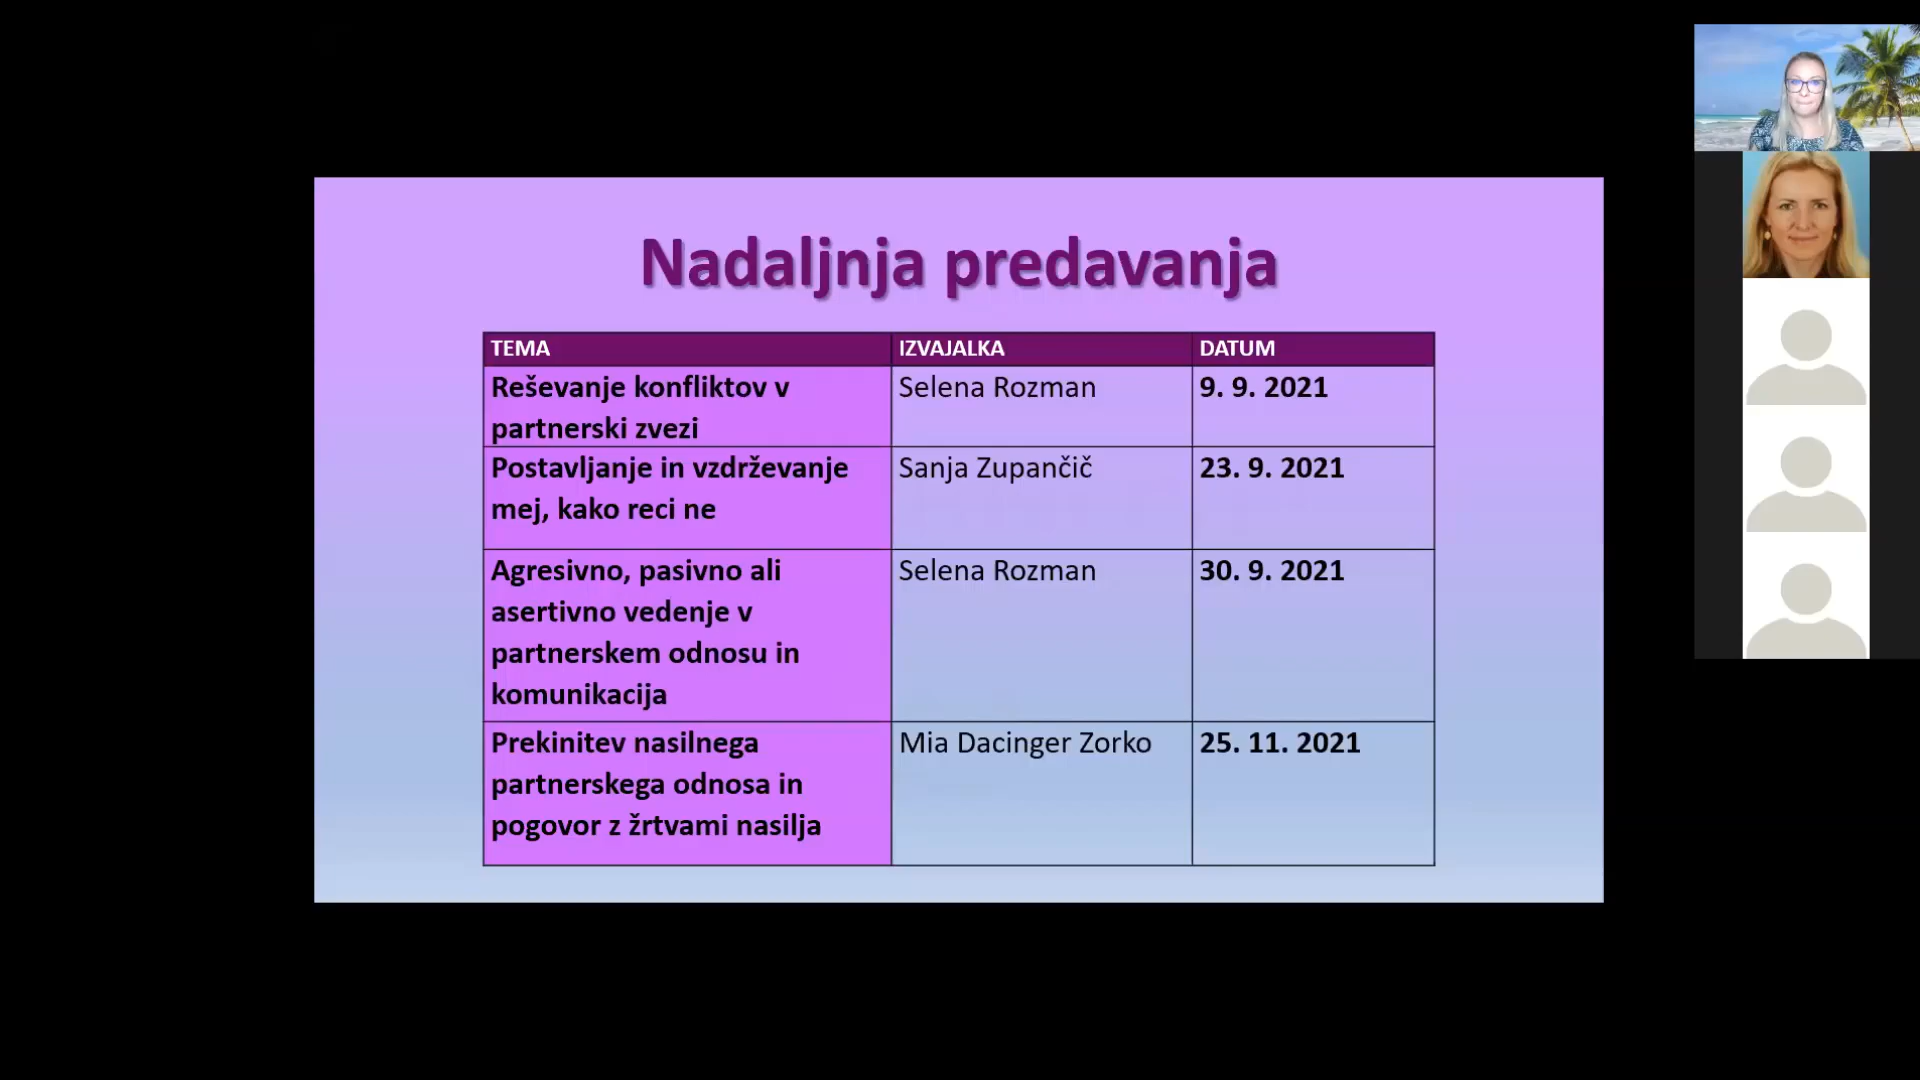 Nadaljnja predavanja
TEMA IZVAJALKA DATUM
Reševanje konfliktov v Selena Rozman 9. 9. 2021
partnerski zvezi
Postavljanje in vzdrževanje Sanja Zupančič 23. 9. 2021
mej, kako reci ne
Agresivno, pasivno ali Selena Rozman 30. 9. 2021
asertivno vedenje v
partnerskem odnosu in
komunikacija
Prekinitev nasilnega Mia Dacinger Zorko 25. 11. 2021
partnerskega odnosa in
pogovor z žrtvami nasilja